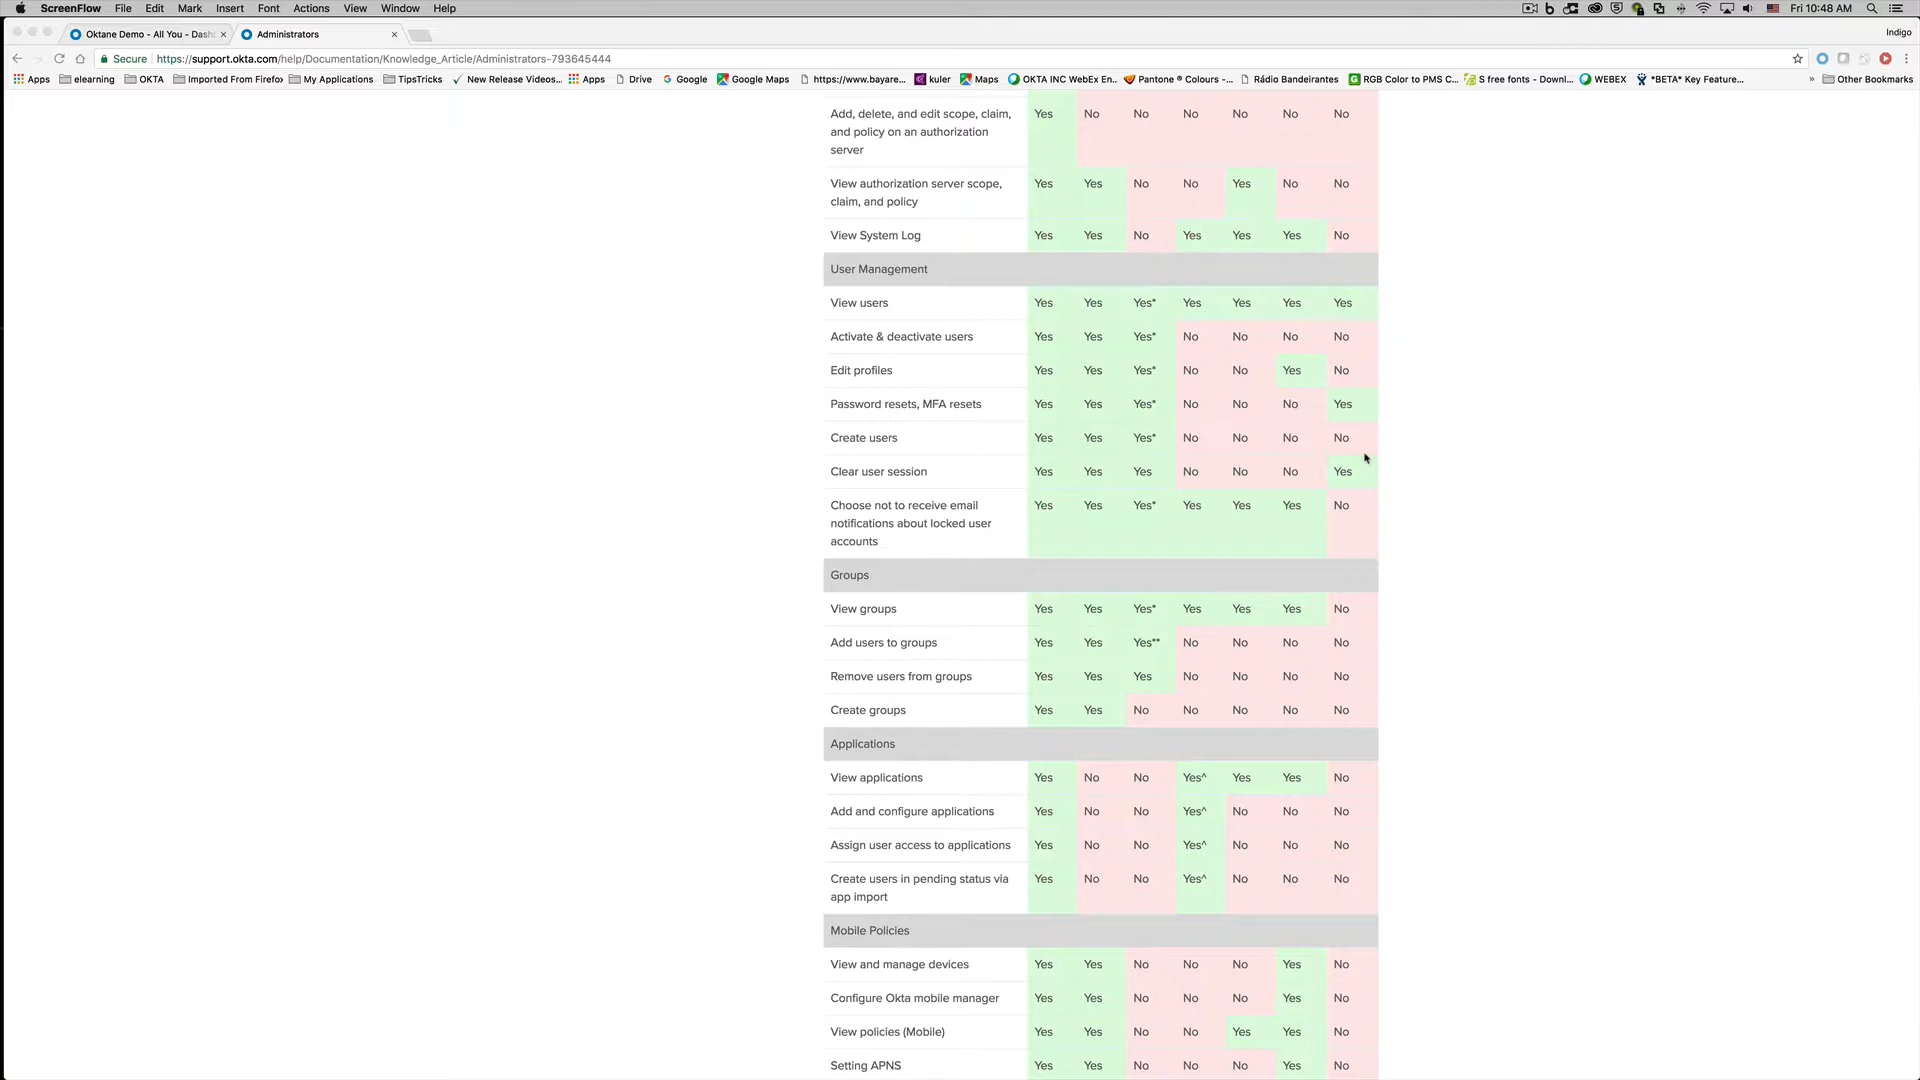 ScreenFlow File Edit Mark Insert Font Actions View Window Help Fri 10:48 AM
Oktane Demo - All You - Dash × Administrators × Indigo
Secure https://support.okta.com/help/Documentation/Knowledge_Article/Administrators-793645444
Apps elearning OKTA Imported From Firefox My Applications TipsTricks New Release Videos... Apps Drive Google Google Maps https://www.bayare... kuler Maps OKTA INC WebEx En... Pantone ® Colours -... Rádio Bandeirantes RGB Color to PMS C... S free fonts - Downl... WEBEX *BETA* Key Feature... » Other Bookmarks
Add, delete, and edit scope, claim, Yes No No No No No No
and policy on an authorization
server
View authorization server scope, Yes Yes No No Yes No No
claim, and policy
View System Log Yes Yes No Yes Yes Yes No
User Management
View users Yes Yes Yes* Yes Yes Yes Yes
Activate & deactivate users Yes Yes Yes* No No No No
Edit profiles Yes Yes Yes* No No Yes No
Password resets, MFA resets Yes Yes Yes* No No No Yes
Create users Yes Yes Yes* No No No No
Clear user session Yes Yes Yes No No No Yes
Choose not to receive email Yes Yes Yes* Yes Yes Yes No
notifications about locked user
accounts
Groups
View groups Yes Yes Yes* Yes Yes Yes No
Add users to groups Yes Yes Yes** No No No No
Remove users from groups Yes Yes Yes No No No No
Create groups Yes Yes No No No No No
Applications
View applications Yes No No Yes^ Yes Yes No
Add and configure applications Yes No No Yes^ No No No
Assign user access to applications Yes No No Yes^ No No No
Create users in pending status via Yes No No Yes^ No No No
app import
Mobile Policies
View and manage devices Yes Yes No No No Yes No
Configure Okta mobile manager Yes Yes No No No Yes No
View policies (Mobile) Yes Yes No No Yes Yes No
Setting APNS Yes Yes No No No Yes No